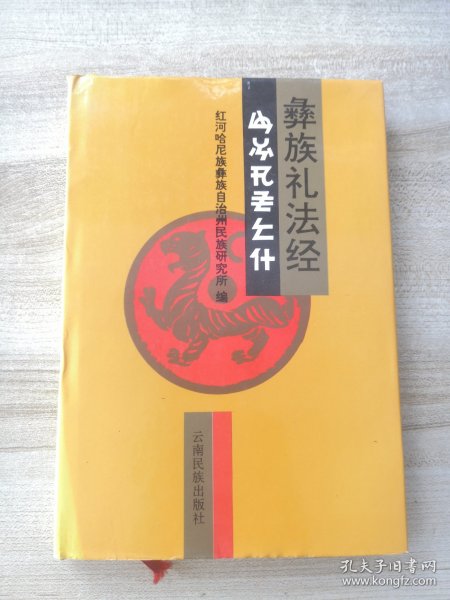 彝族礼法经
红河哈尼族彝族自治州民族研究所 编
云南民族出版社
孔夫子旧书网
www.kongfz.com